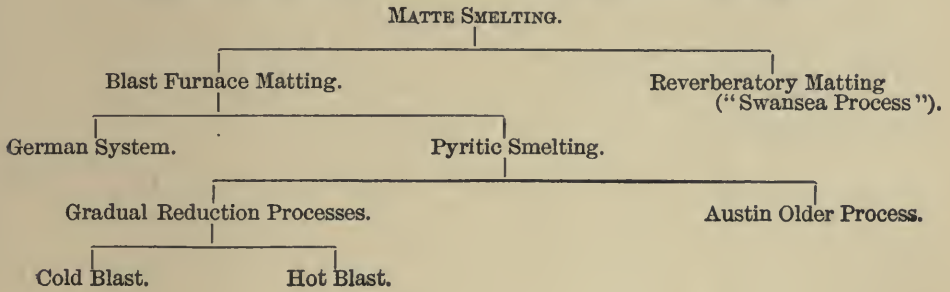 MATTE SMELTING.
Blast Furnace Matting.
Reverberatory Matting
("Swansea Process").
German System.
Pyritic Smelting.
Gradual Reduction Processes.
Austin Older Process.
Cold Blast.
Hot Blast.